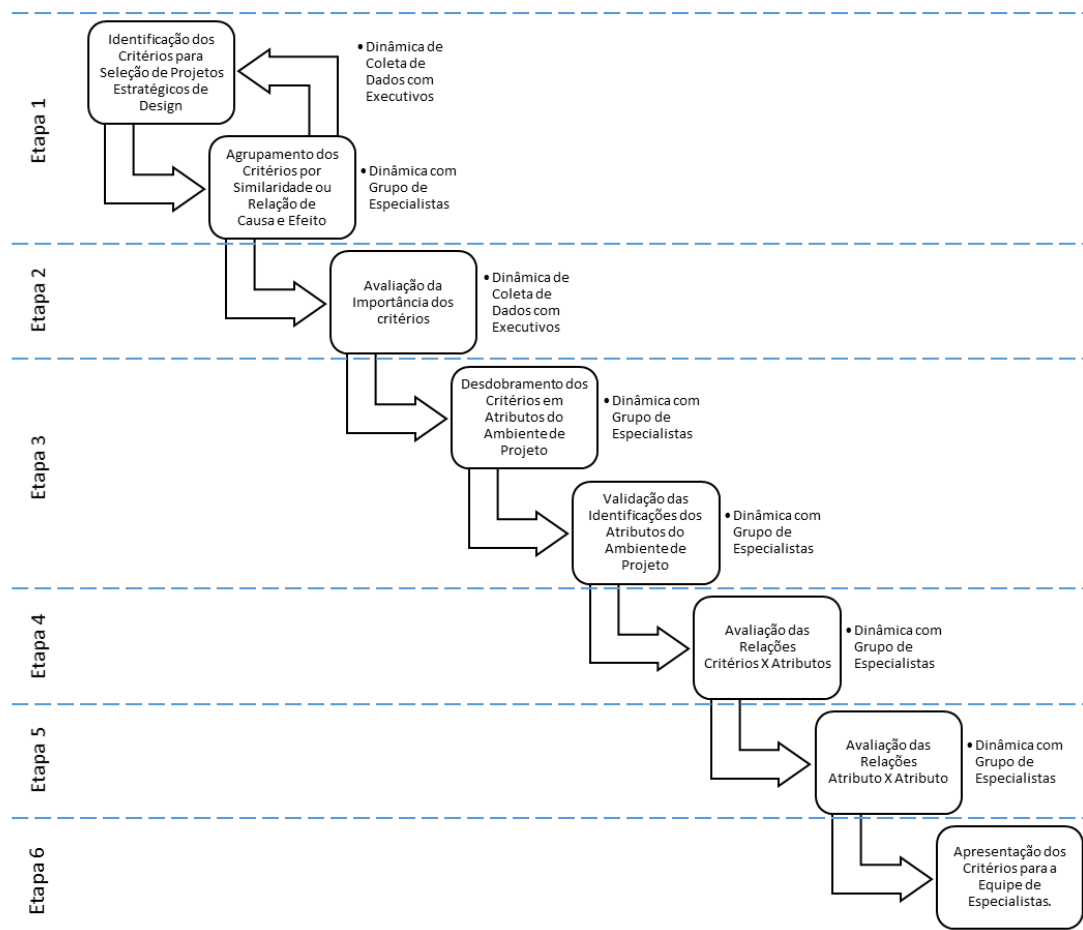 Etapa 1
Identificação dos
Critérios para
Seleção de Projetos
Estratégicos de
Design
• Dinâmica de
Coleta de
Dados com
Executivos
Agrupamento dos
Critérios por
Similaridade ou
Relação de
Causa e Efeito
• Dinâmica com
Grupo de
Especialistas
Etapa 2
Avaliação da
Importância dos
critérios
• Dinâmica de
Coleta de
Dados com
Executivos
Etapa 3
Desdobramento dos
Critérios em
Atributos do
Ambiente de
Projeto
• Dinâmica com
Grupo de
Especialistas
Validação das
Identificações dos
Atributos do
Ambiente de
Projeto
• Dinâmica com
Grupo de
Especialistas
Etapa 4
Avaliação das
Relações
Critérios X Atributos
• Dinâmica com
Grupo de
Especialistas
Etapa 5
Avaliação das
Relações
Atributo X Atributo
• Dinâmica com
Grupo de
Especialistas
Etapa 6
Apresentação dos
Critérios para a
Equipe de
Especialistas.